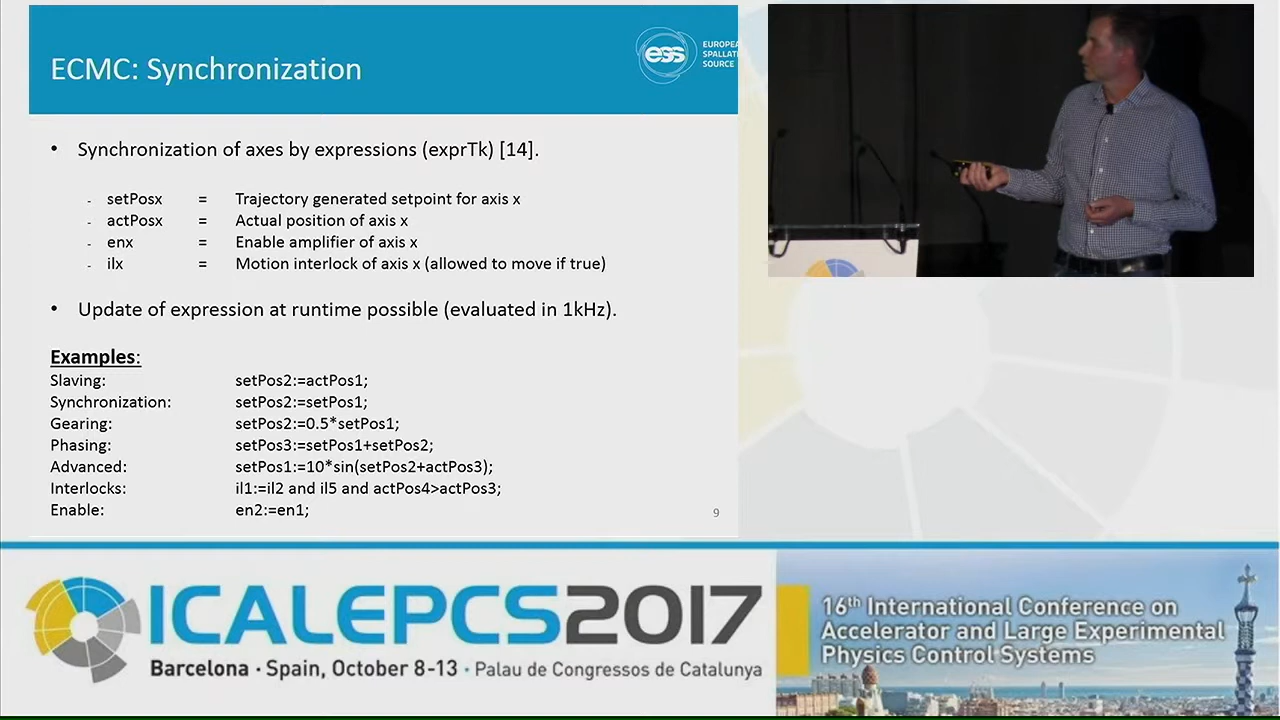 ECMC: Synchronization
ess
EUROPEA
SPALLAT
SOURCE
• Synchronization of axes by expressions (exprTk) [14].
- setPosx = Trajectory generated setpoint for axis x
- actPosx = Actual position of axis x
- enx = Enable amplifier of axis x
- ilx = Motion interlock of axis x (allowed to move if true)
• Update of expression at runtime possible (evaluated in 1kHz).
Examples:
Slaving: setPos2:=actPos1;
Synchronization: setPos2:=setPos1;
Gearing: setPos2:=0.5*setPos1;
Phasing: setPos3:=setPos1+setPos2;
Advanced: setPos1:=10*sin(setPos2+actPos3);
Interlocks: il1:=il2 and il5 and actPos4>actPos3;
Enable: en2:=en1;
9
ICALEPCS2017
Barcelona · Spain, October 8-13 · Palau de Congressos de Catalunya
16th International Conference on
Accelerator and Large Experimental
Physics Control Systems